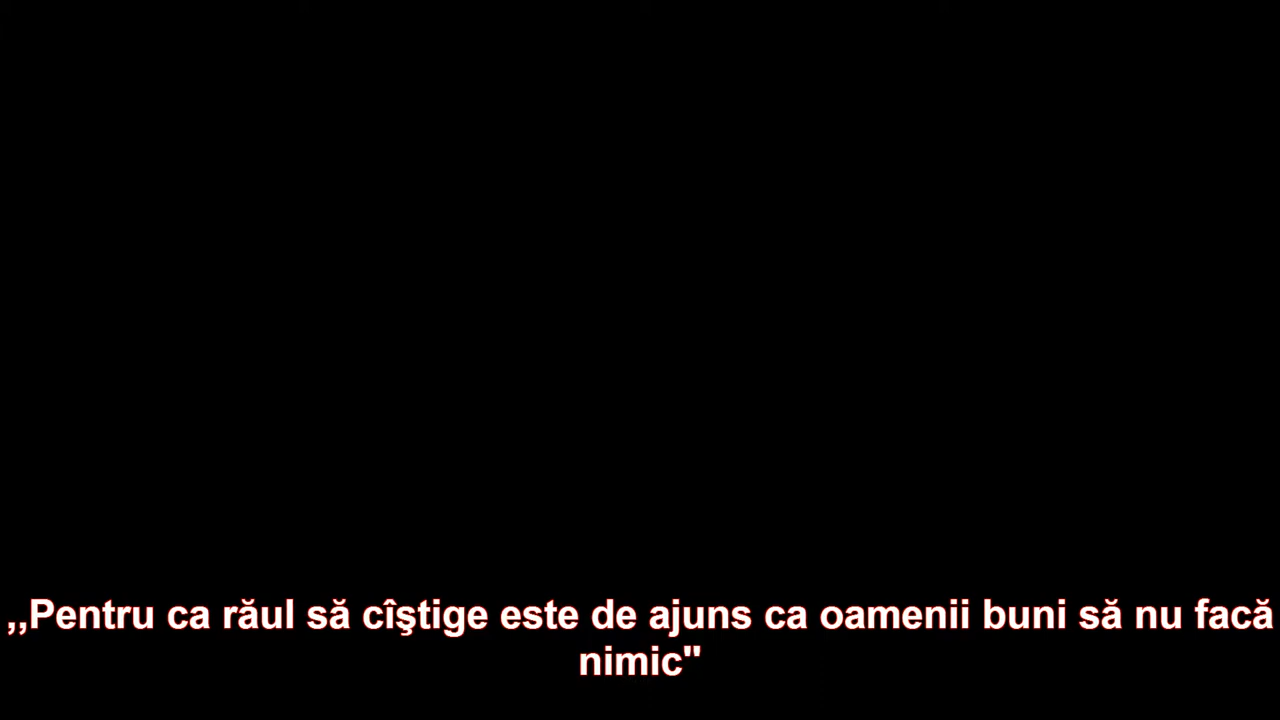 ,,Pentru ca răul să cîştige este de ajuns ca oamenii buni să nu facă
nimic"